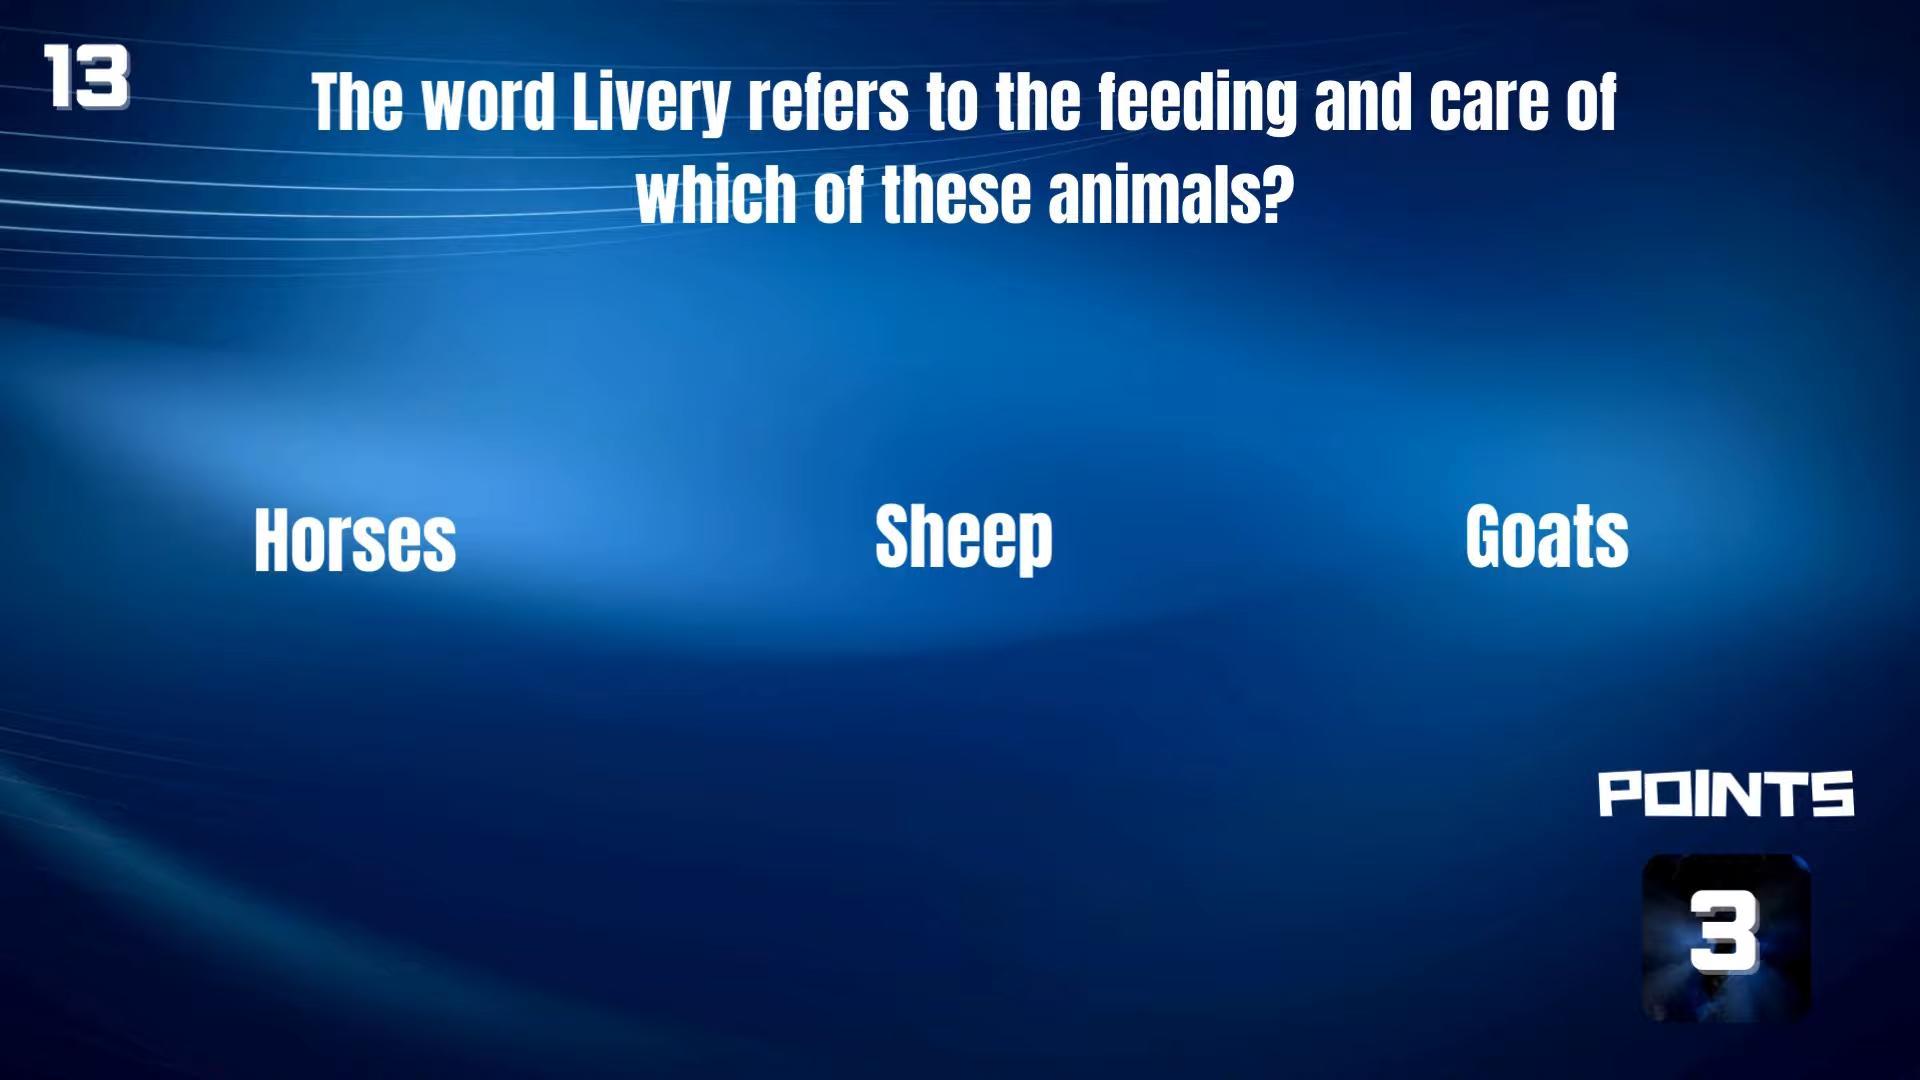 13
The word Livery refers to the feeding and care of
which of these animals?
Horses
Sheep
Goats
POINTS
3